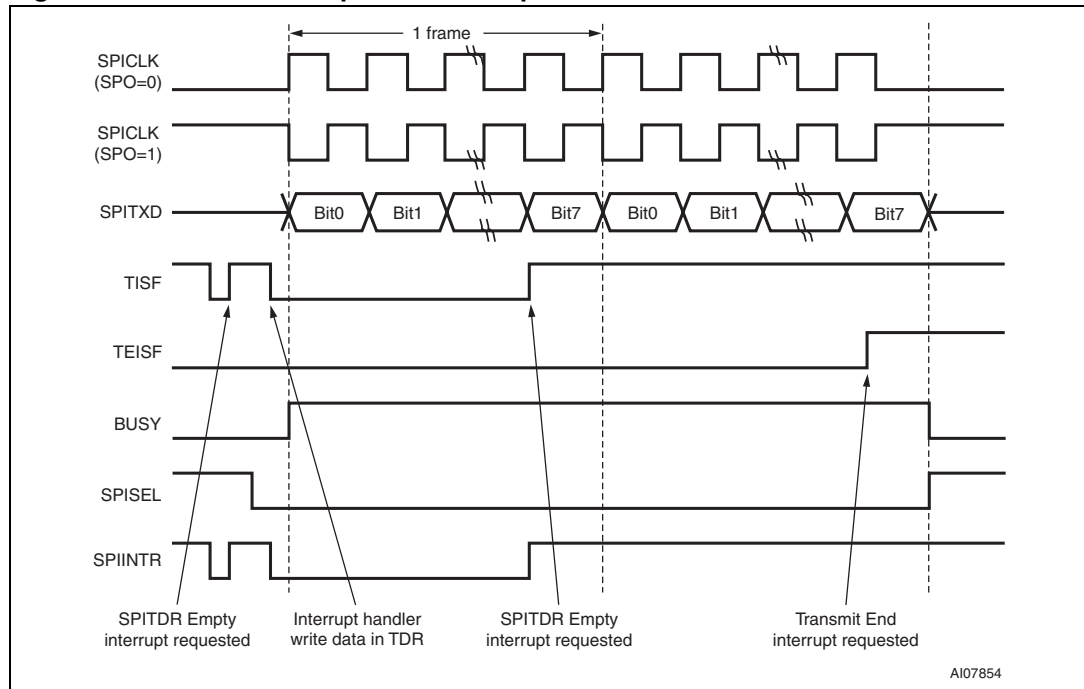 1 frame
SPICLK
(SPO=0)
SPICLK
(SPO=1)
SPITXD
Bit0 Bit1 Bit7 Bit0 Bit1 Bit7
TISF
TEISF
BUSY
SPISEL
SPIINTR
SPITDR Empty
interrupt requested
Interrupt handler
write data in TDR
SPITDR Empty
interrupt requested
Transmit End
interrupt requested
AI07854